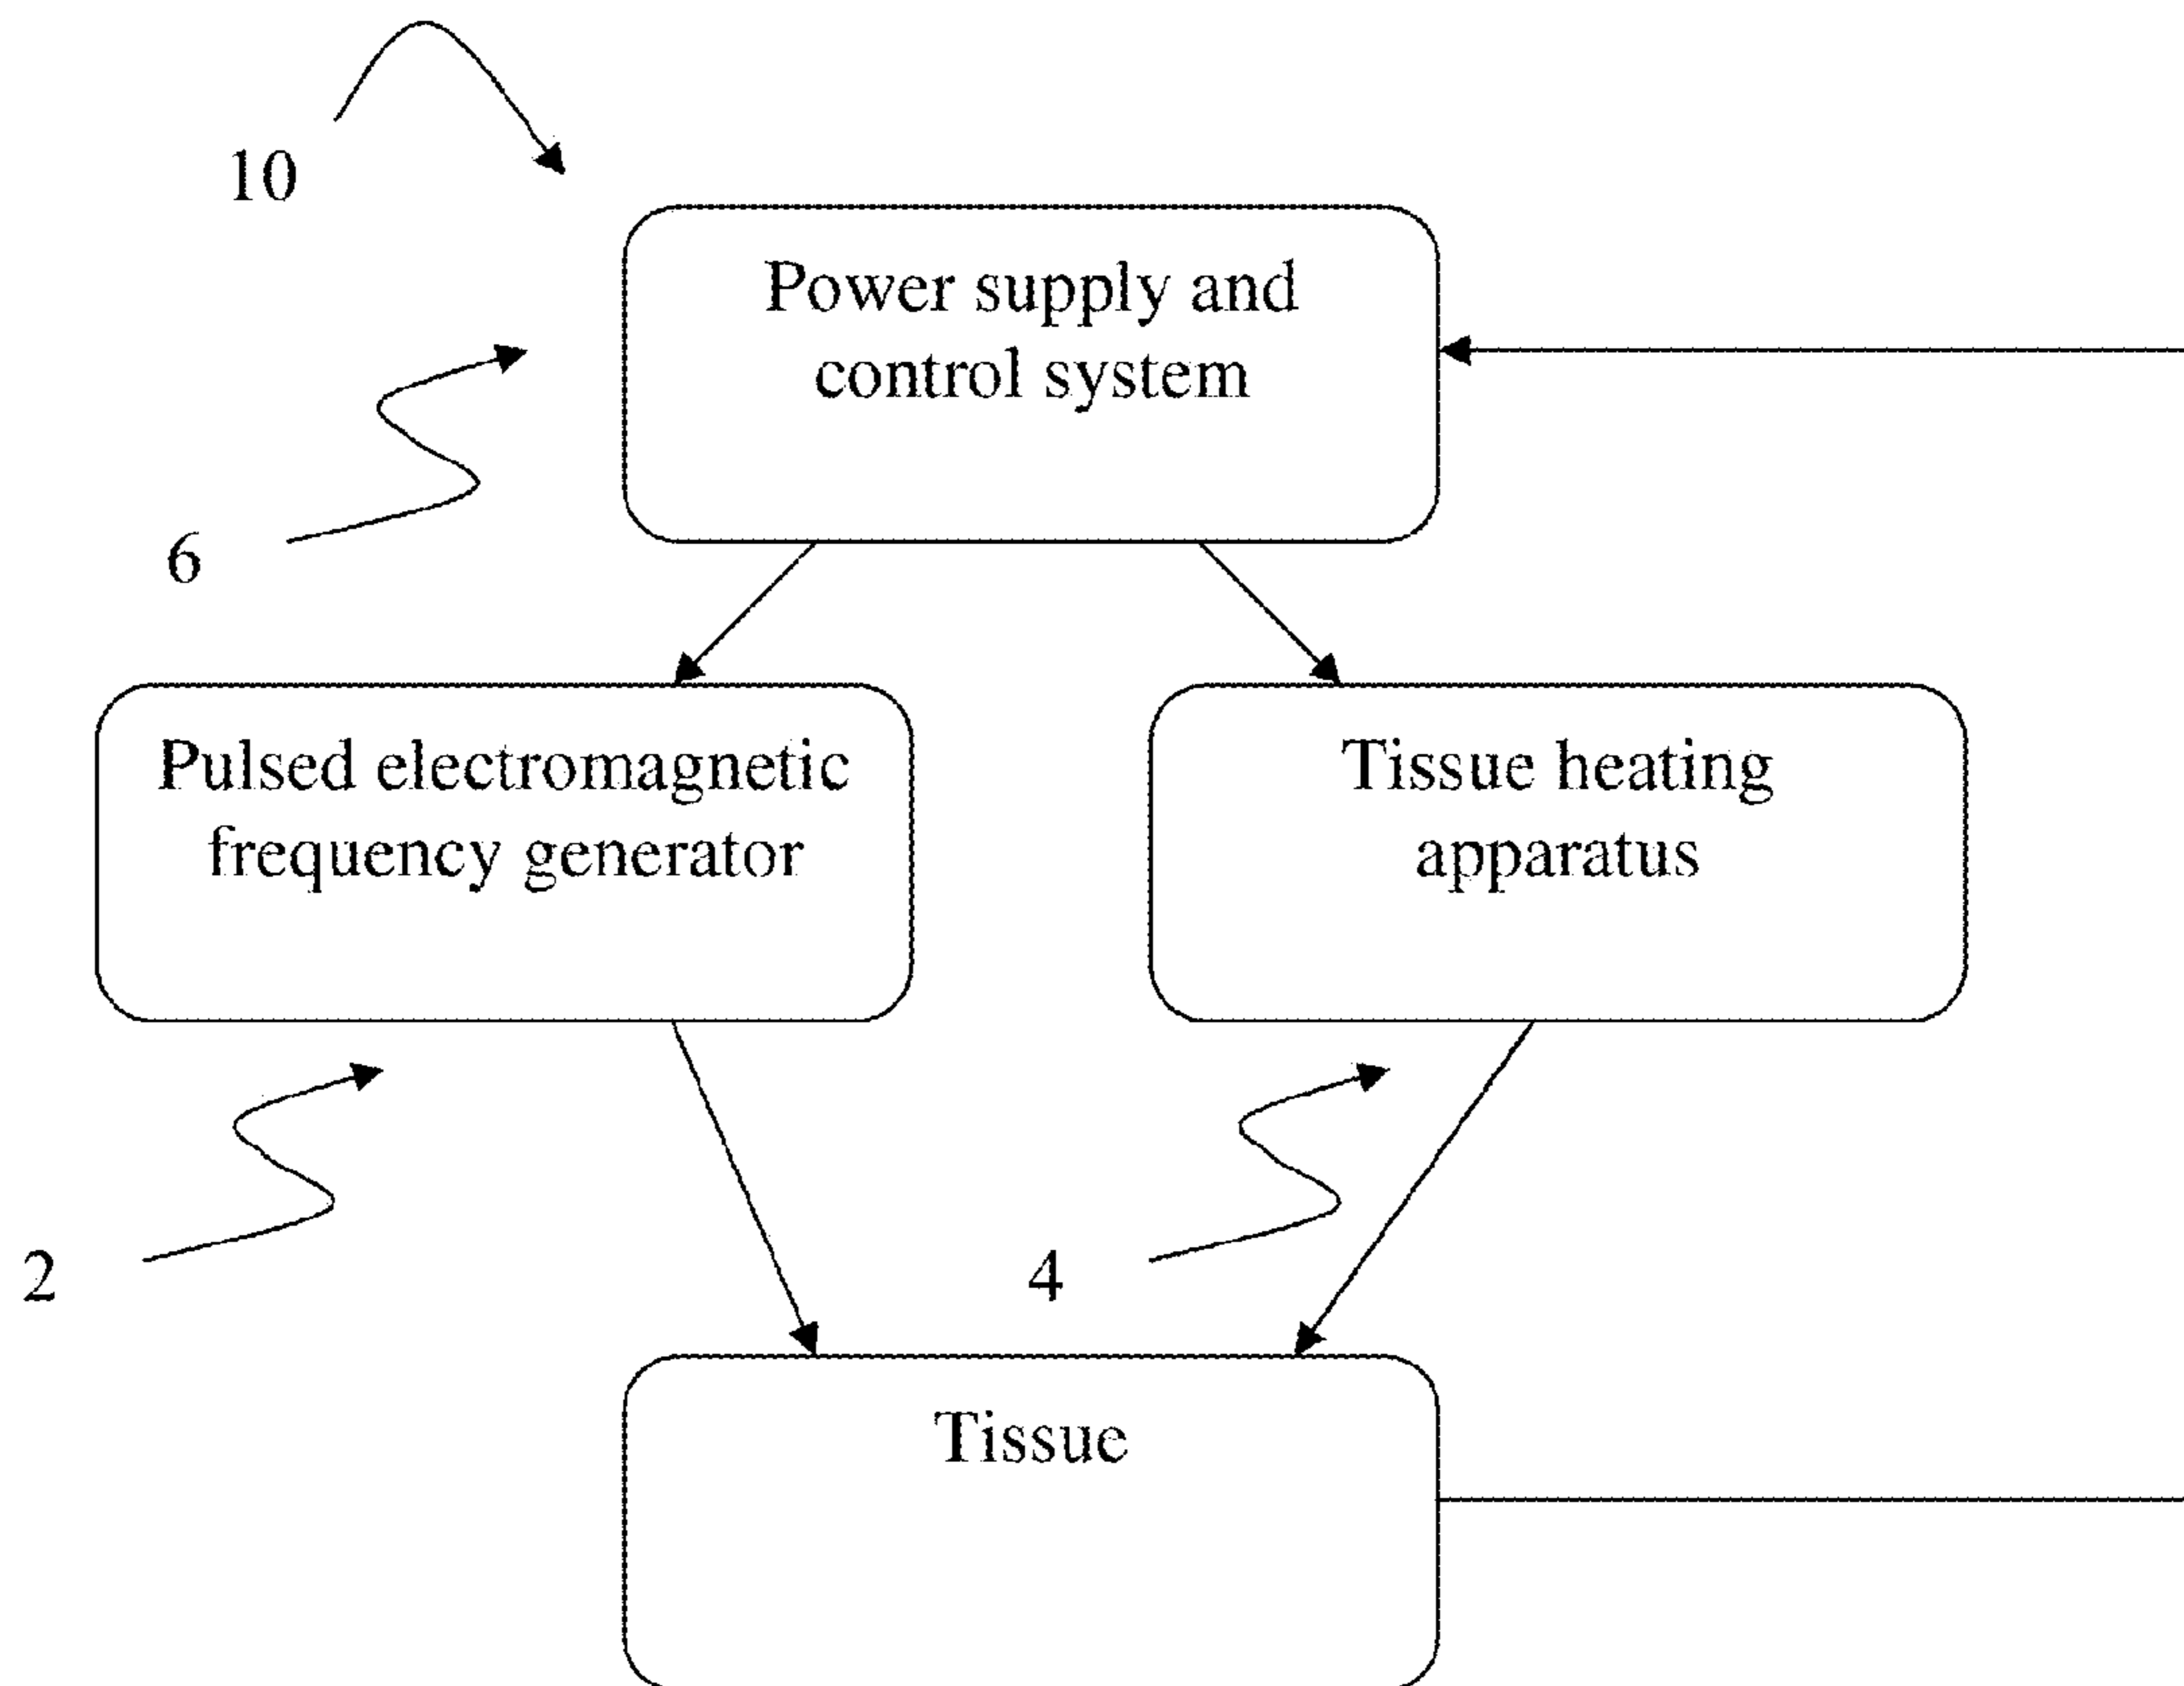 10
Power supply and
control system
6
Pulsed electromagnetic
frequency generator
Tissue heating
apparatus
2
4
Tissue